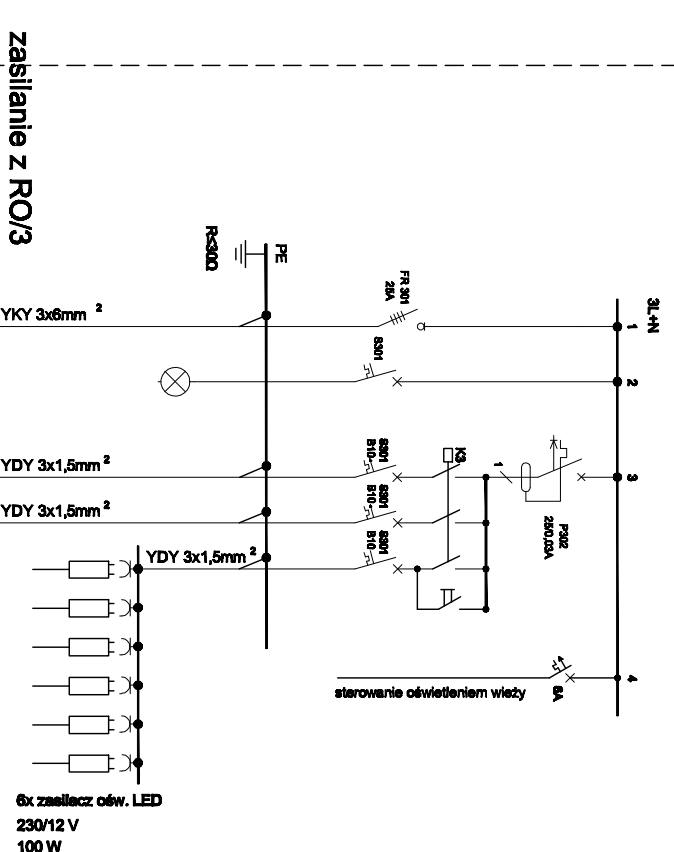 zasilanie z RO/3
R≤30Ω
PE
3L+N
FR 301
25A
1
YKY 3x6mm 2
S301
2
YDY 3x1,5mm 2
S301
B10
K3
1
P302
25/0,03A
3
YDY 3x1,5mm 2
S301
B10
YDY 3x1,5mm 2
S301
B10
4
6A
sterowanie oświetleniem wieży
6x zasilacz ośw. LED
230/12 V
100 W